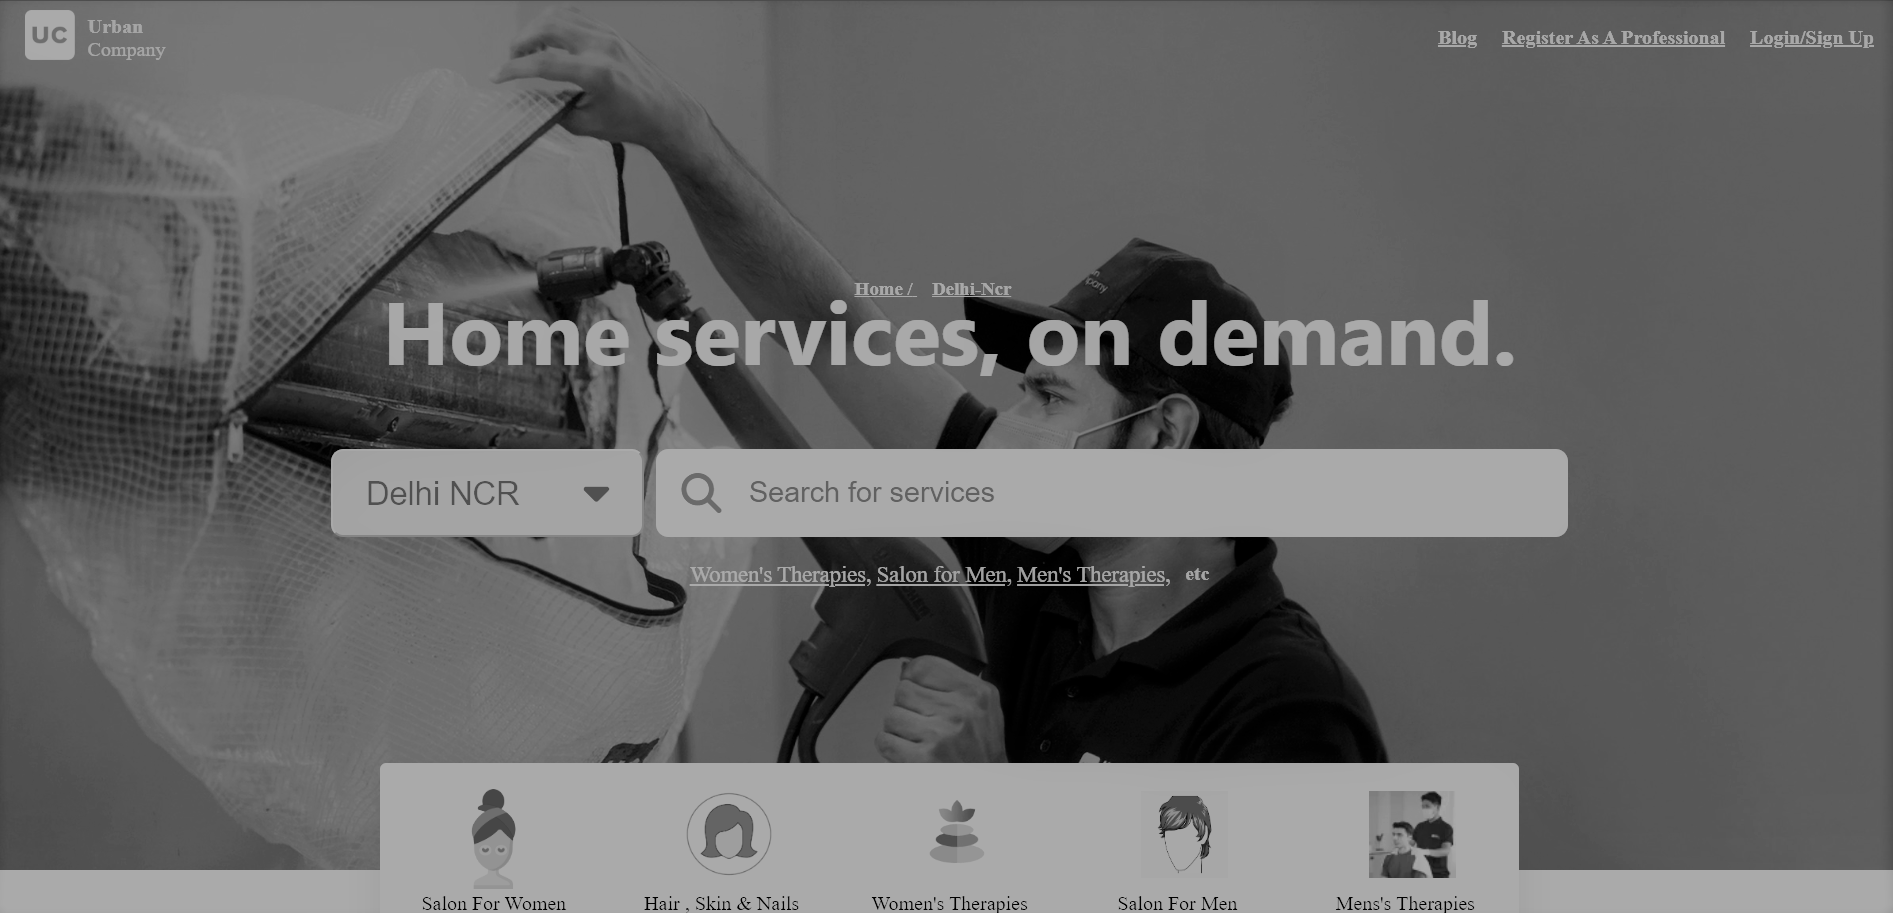 UC
Urban
Company
Blog
Register As A Professional
Login/Sign Up
Home /
Delhi-Ncr
Home services, on demand.
Delhi NCR
Search for services
Women's Therapies, Salon for Men, Men's Therapies, etc
Salon For Women
Hair , Skin & Nails
Women's Therapies
Salon For Men
Mens's Therapies